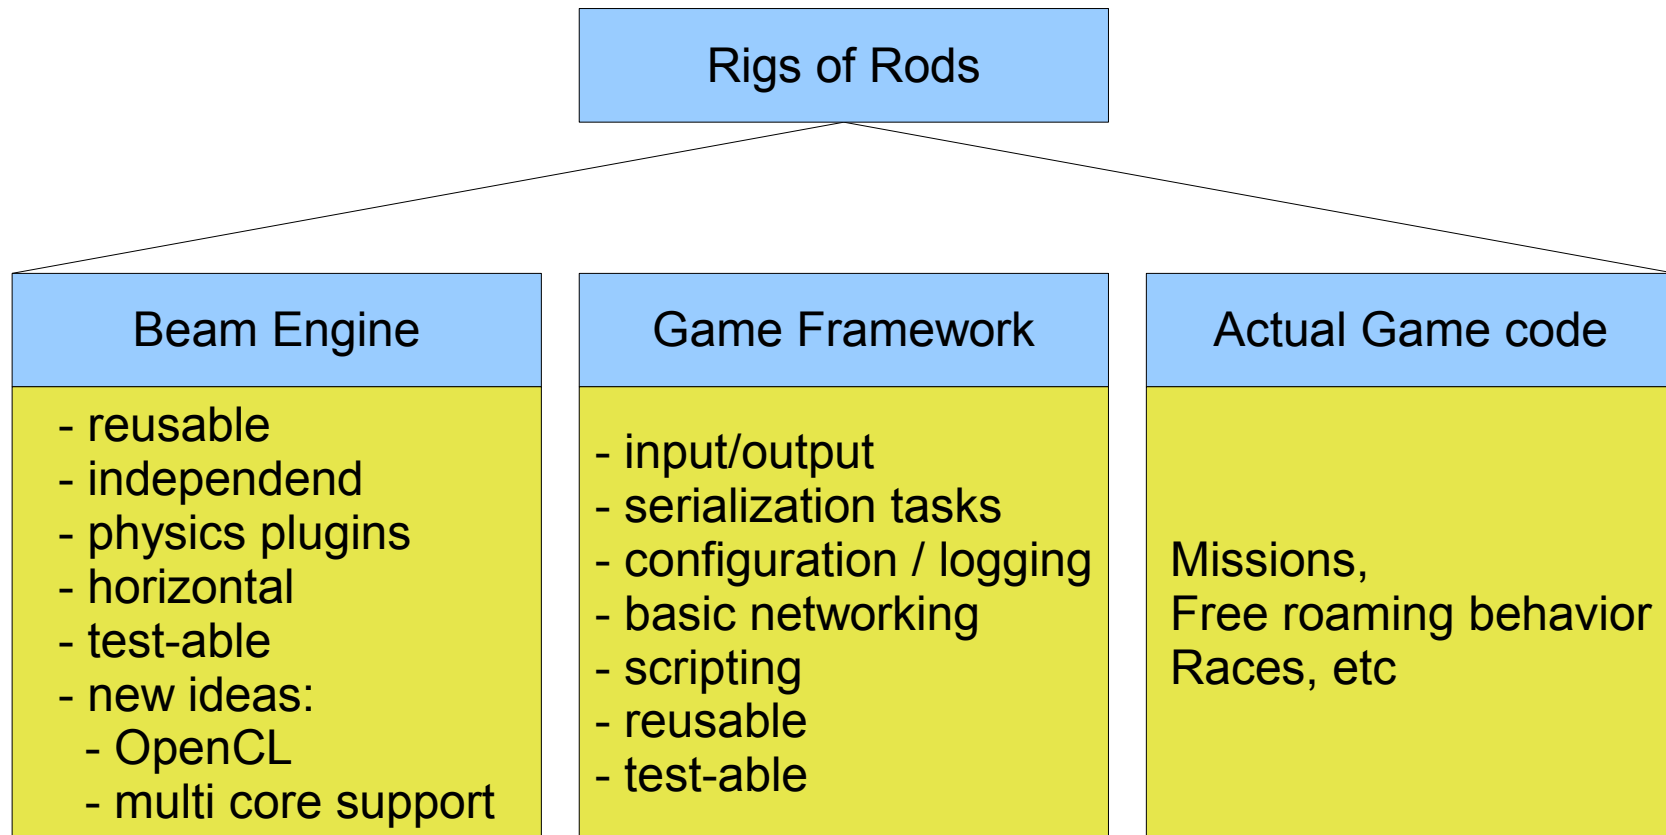 Rigs of Rods
Beam Engine
- reusable
- independend
- physics plugins
- horizontal
- test-able
- new ideas:
- OpenCL
- multi core support
Game Framework
- input/output
- serialization tasks
- configuration / logging
- basic networking
- scripting
- reusable
- test-able
Actual Game code
Missions,
Free roaming behavior
Races, etc